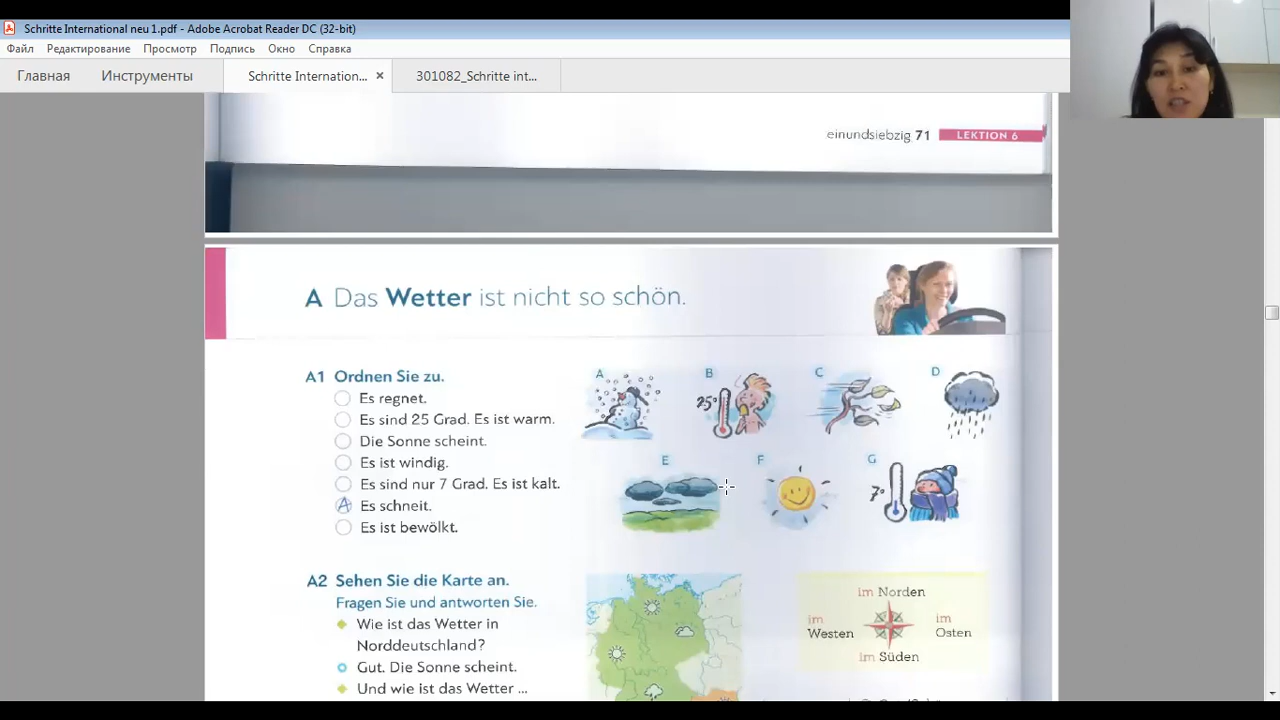 Schritte International neu 1.pdf - Adobe Acrobat Reader DC (32-bit)
Файл Редактирование Просмотр Подпись Окно Справка
Главная Инструменты Schritte Internation... × 301082_Schritte int...
einundsiebzig 71 LEKTION 6
A Das Wetter ist nicht so schön.
A1 Ordnen Sie zu.
Es regnet.
Es sind 25 Grad. Es ist warm.
Die Sonne scheint.
Es ist windig.
Es sind nur 7 Grad. Es ist kalt.
A Es schneit.
Es ist bewölkt.
A B C D
25°
E F G
7°
A2 Sehen Sie die Karte an.
Fragen Sie und antworten Sie.
Wie ist das Wetter in
Norddeutschland?
Gut. Die Sonne scheint.
Und wie ist das Wetter ...
im Norden
im Westen
im Osten
im Süden